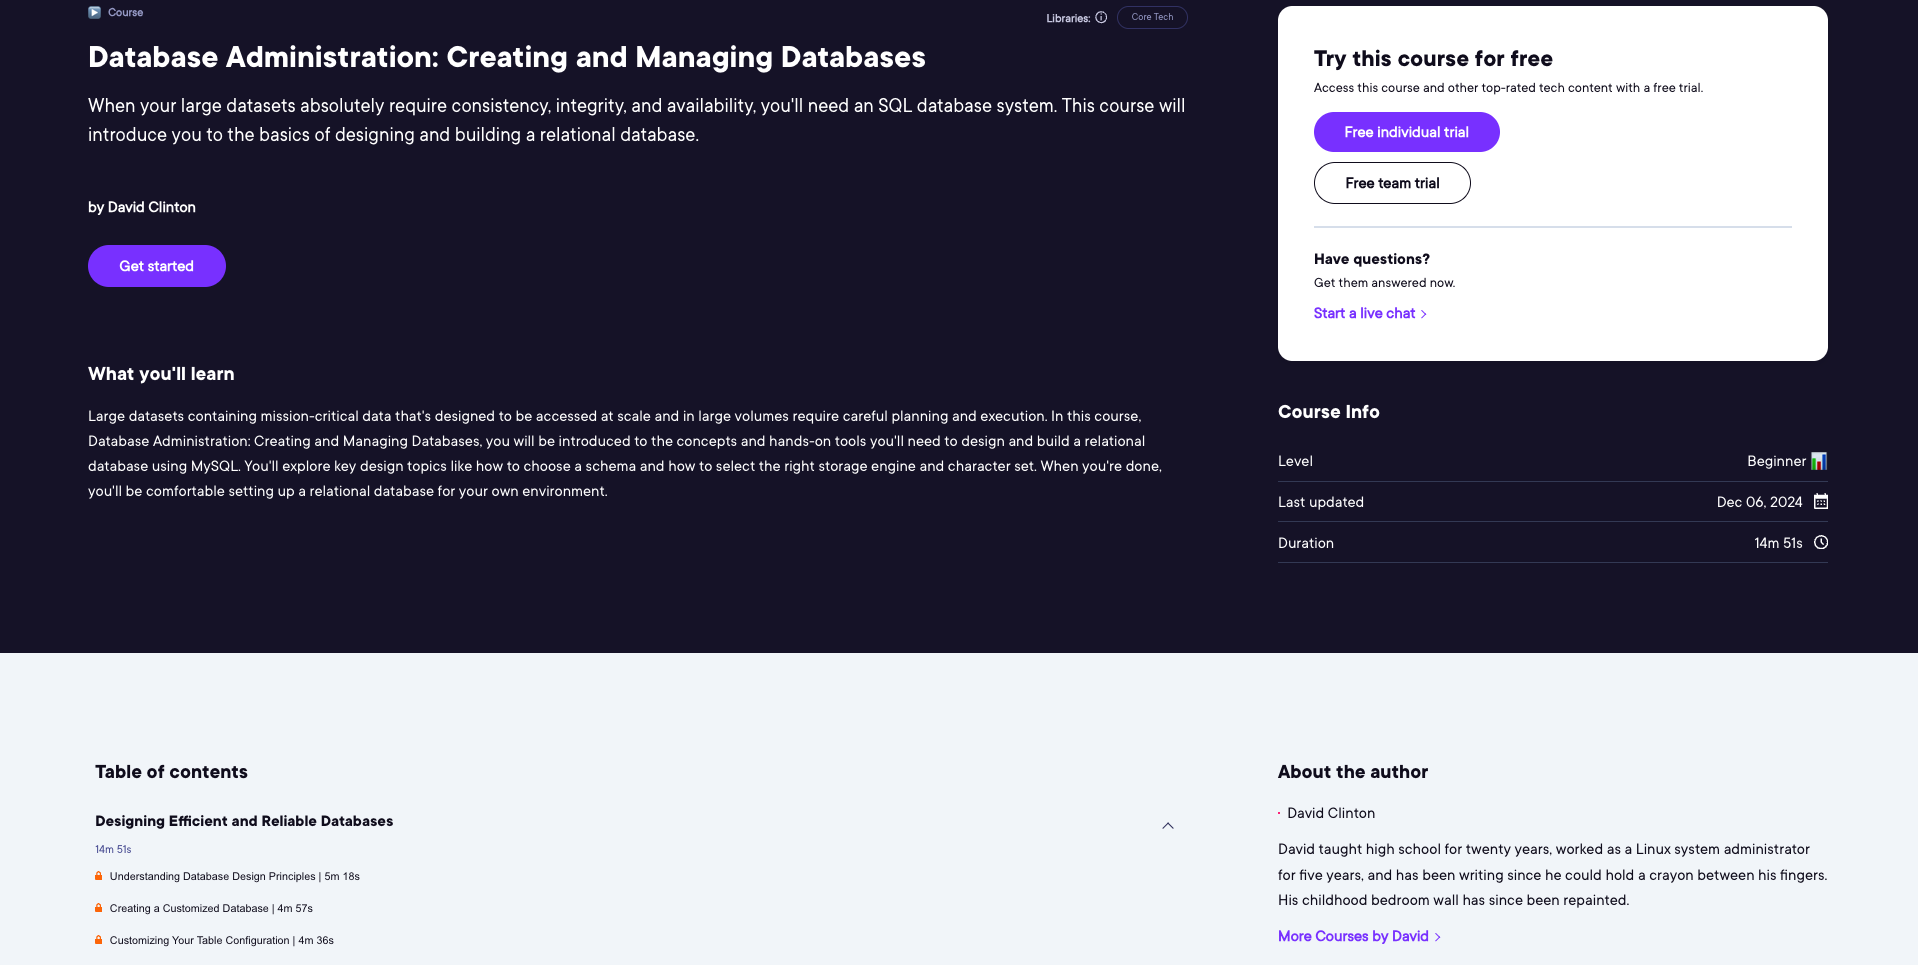 Course
Libraries: Core Tech
Database Administration: Creating and Managing Databases
When your large datasets absolutely require consistency, integrity, and availability, you'll need an SQL database system. This course will
introduce you to the basics of designing and building a relational database.
by David Clinton
Get started
What you'll learn
Large datasets containing mission-critical data that's designed to be accessed at scale and in large volumes require careful planning and execution. In this course,
Database Administration: Creating and Managing Databases, you will be introduced to the concepts and hands-on tools you'll need to design and build a relational
database using MySQL. You'll explore key design topics like how to choose a schema and how to select the right storage engine and character set. When you're done,
you'll be comfortable setting up a relational database for your own environment.
Try this course for free
Access this course and other top-rated tech content with a free trial.
Free individual trial
Free team trial
Have questions?
Get them answered now.
Start a live chat
Course Info
Level Beginner
Last updated Dec 06, 2024
Duration 14m 51s
Table of contents
Designing Efficient and Reliable Databases
14m 51s
Understanding Database Design Principles | 5m 18s
Creating a Customized Database | 4m 57s
Customizing Your Table Configuration | 4m 36s
About the author
David Clinton
David taught high school for twenty years, worked as a Linux system administrator
for five years, and has been writing since he could hold a crayon between his fingers.
His childhood bedroom wall has since been repainted.
More Courses by David